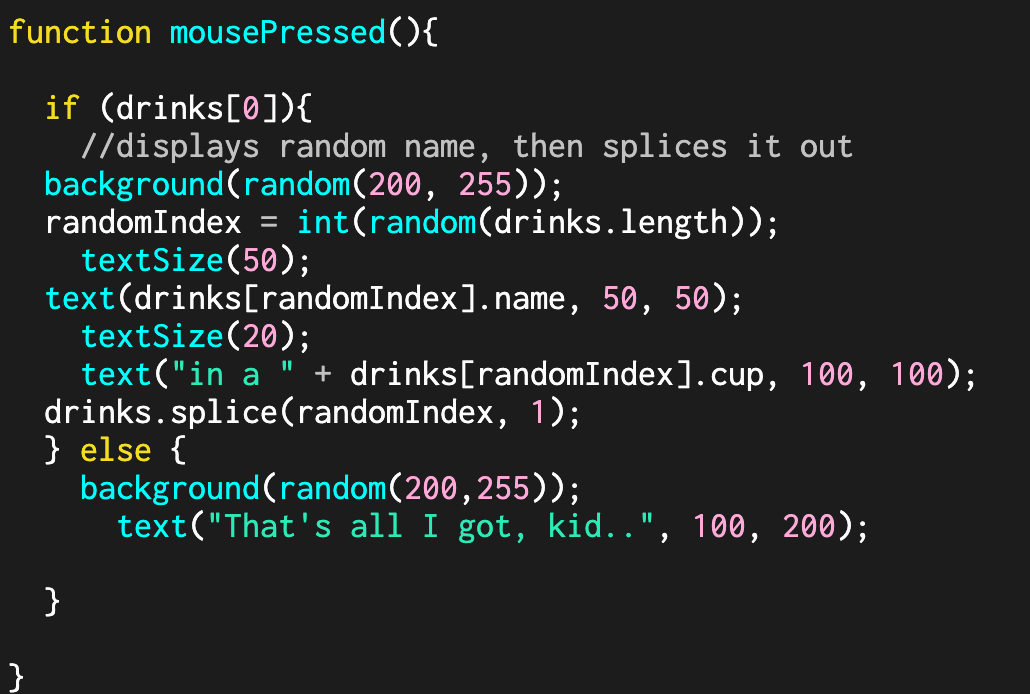 function mousePressed(){
if (drinks[0]){
//displays random name, then splices it out
background(random(200, 255));
randomIndex = int(random(drinks.length));
textSize(50);
text(drinks[randomIndex].name, 50, 50);
textSize(20);
text("in a " + drinks[randomIndex].cup, 100, 100);
drinks.splice(randomIndex, 1);
} else {
background(random(200,255));
text("That's all I got, kid..", 100, 200);
}
}